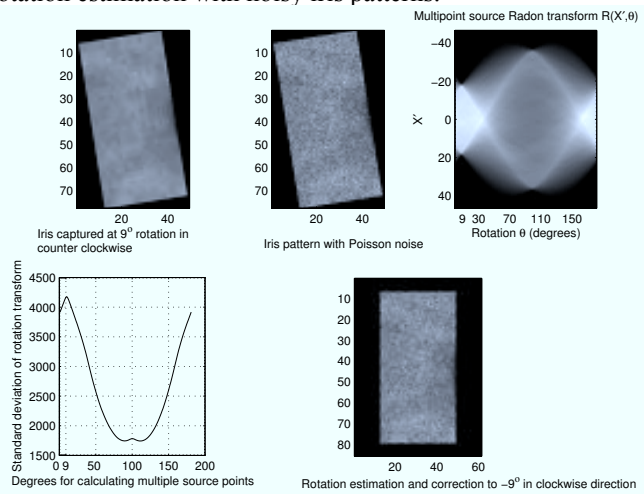 rotation estimation with noisy iris patterns.
Multipoint source Radon transform R(X',θ)
10
20
30
40
50
60
70
20 40
Iris captured at 9º rotation in
counter clockwise
10
20
30
40
50
60
70
20 40
Iris pattern with Poisson noise
X'
−40
−20
0
20
40
9 30 70 110 150
Rotation θ (degrees)
Standard deviation of rotation transform
4500
4000
3500
3000
2500
2000
1500
0 9 50 100 150 200
Degrees for calculating multiple source points
10
20
30
40
50
60
70
80
20 40 60
Rotation estimation and correction to −9º in clockwise direction